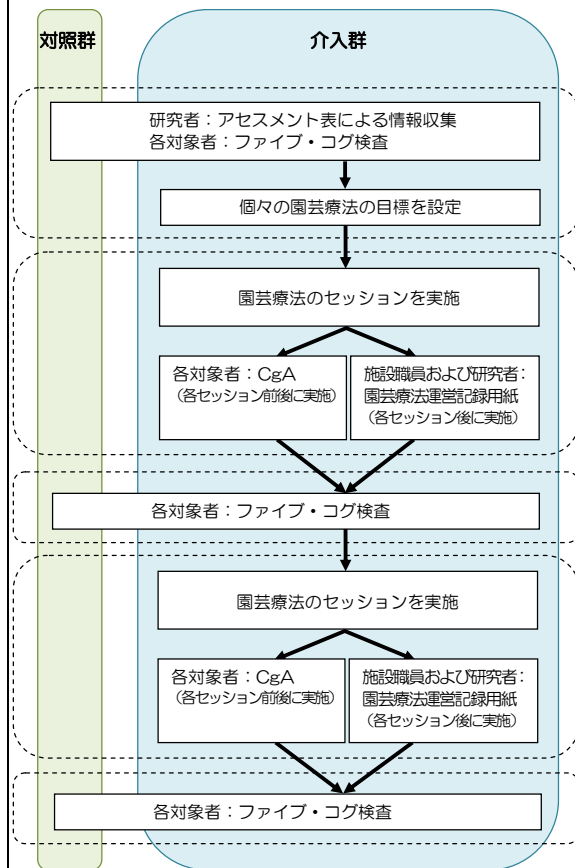 対照群
介入群
研究者：アセスメント表による情報収集
各対象者：ファイブ・コグ検査
個々の園芸療法の目標を設定
園芸療法のセッションを実施
各対象者：CgA
（各セッション前後に実施）
施設職員および研究者：
園芸療法運営記録用紙
（各セッション後に実施）
各対象者：ファイブ・コグ検査
園芸療法のセッションを実施
各対象者：CgA
（各セッション前後に実施）
施設職員および研究者：
園芸療法運営記録用紙
（各セッション後に実施）
各対象者：ファイブ・コグ検査